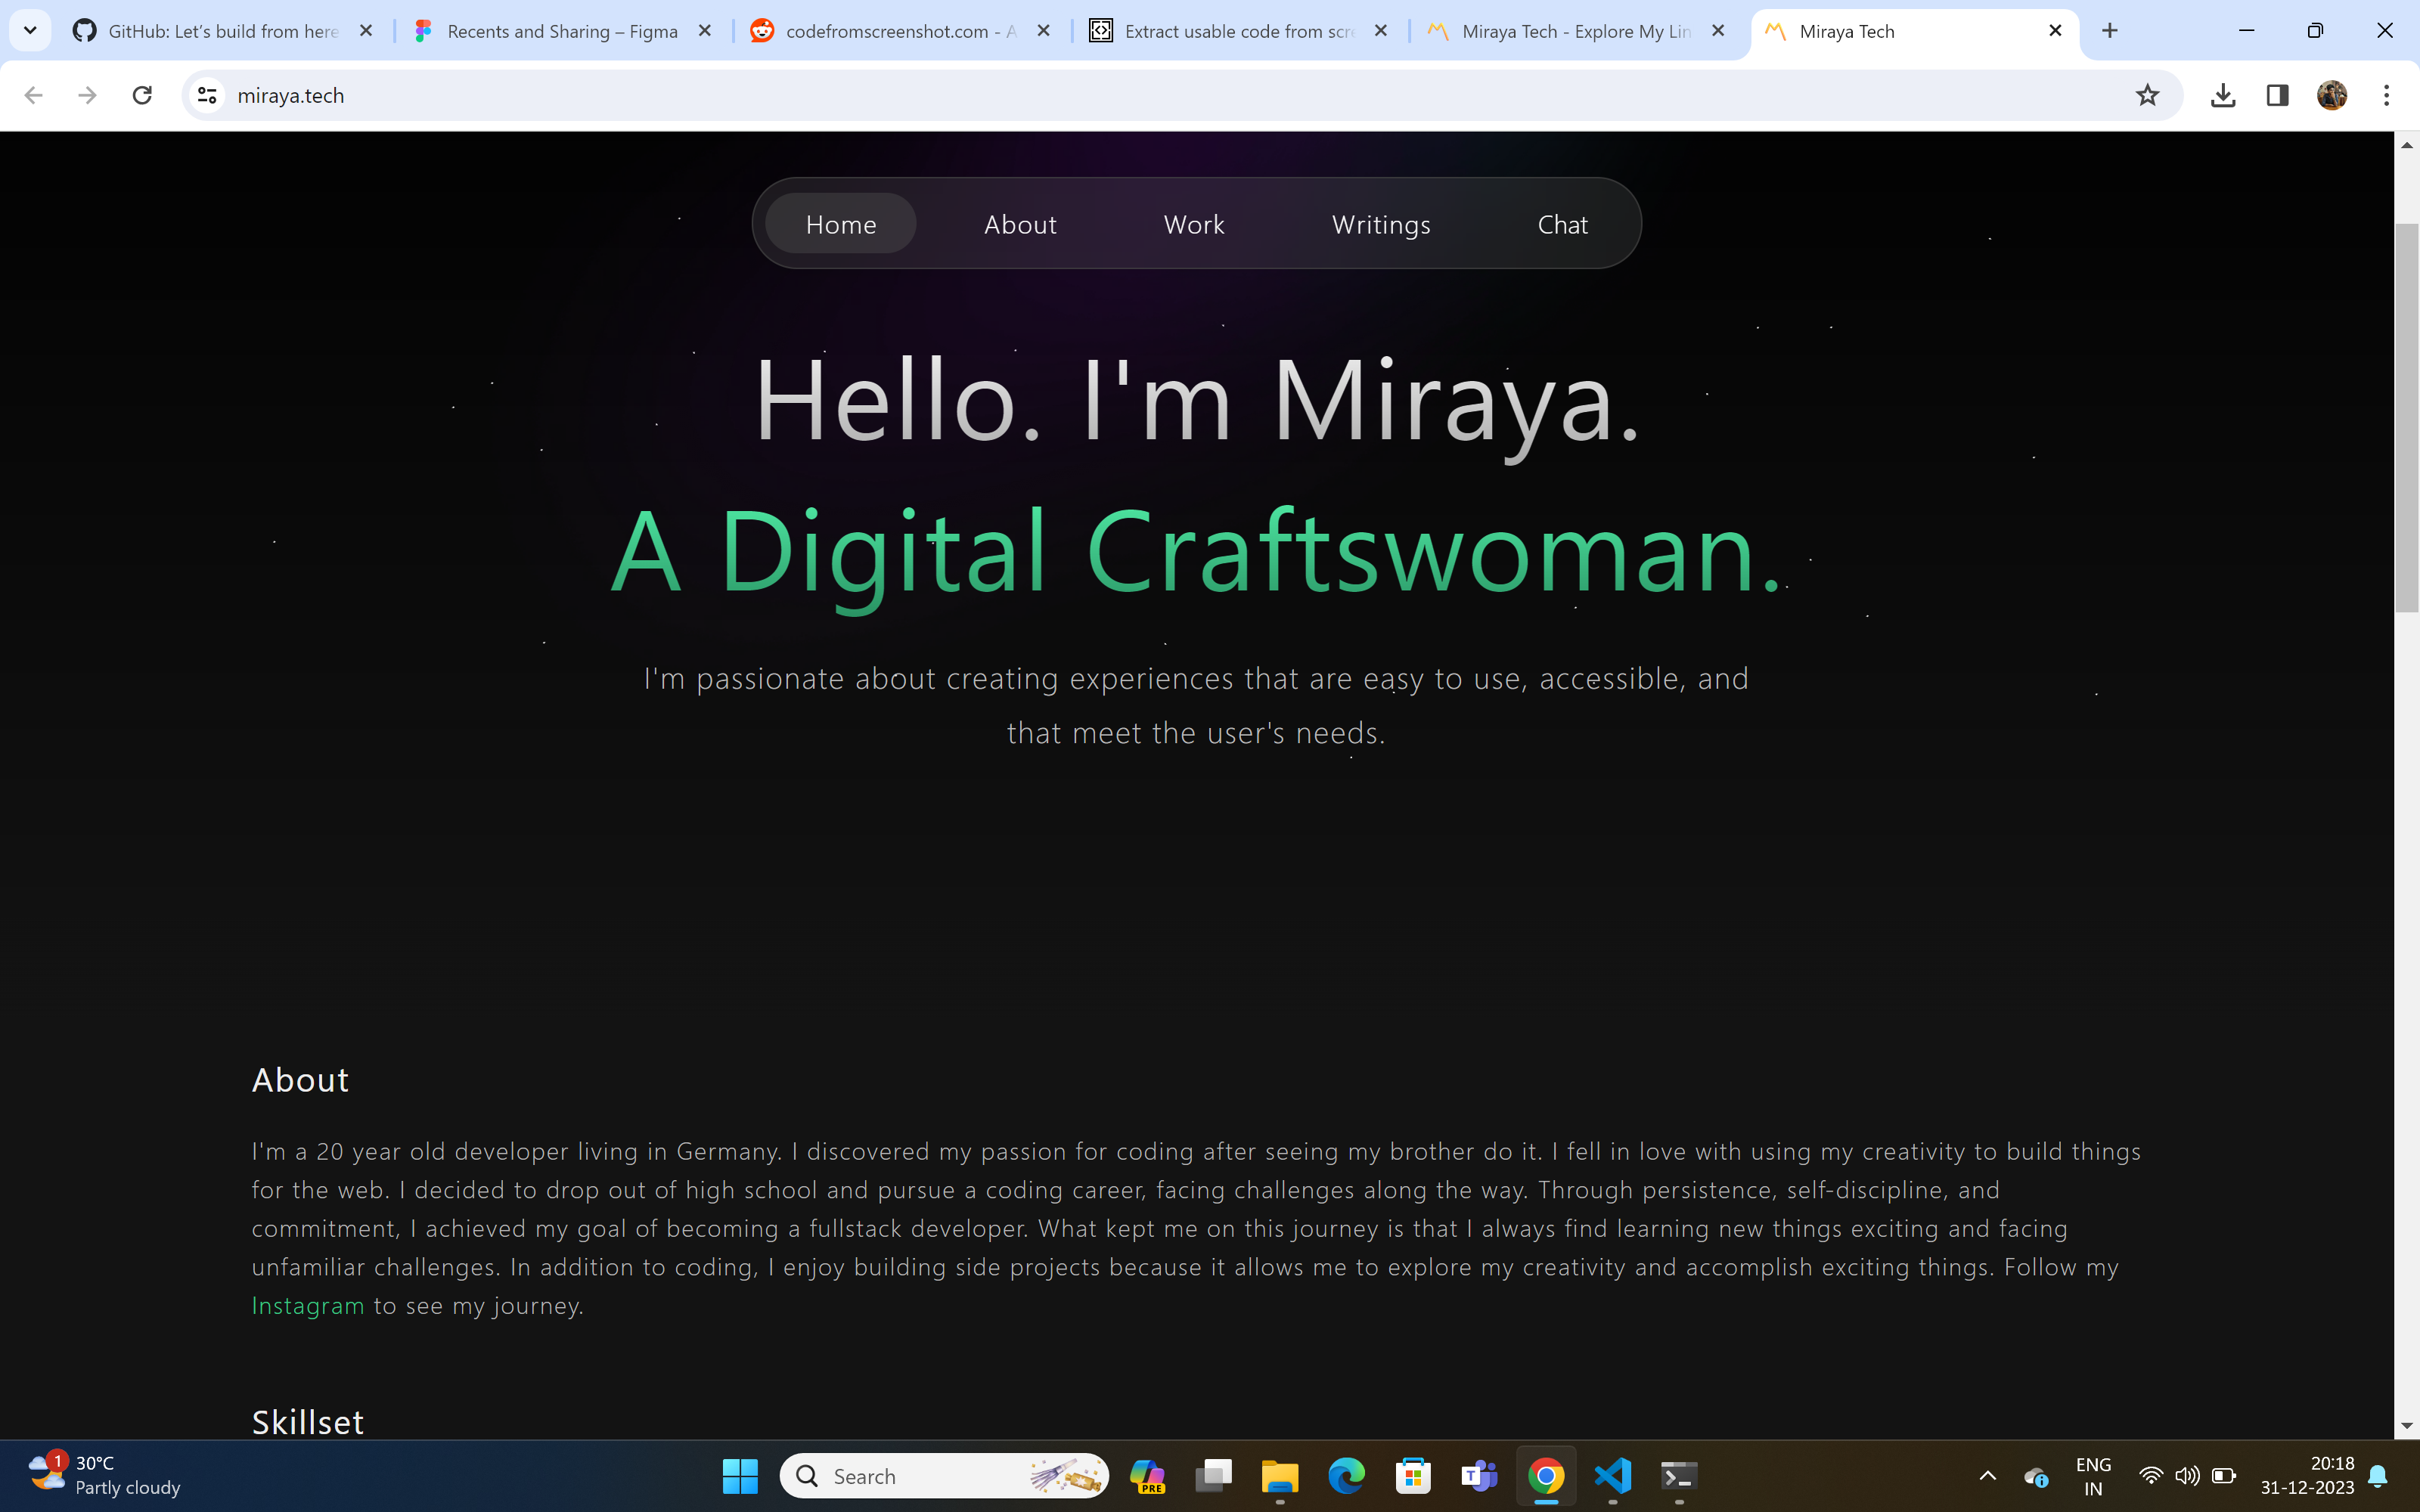 GitHub: Let's build from here
Recents and Sharing – Figma
codefromscreenshot.com - A
Extract usable code from scre
Miraya Tech - Explore My Lin
Miraya Tech
miraya.tech
Home
About
Work
Writings
Chat
Hello. I'm Miraya.
A Digital Craftswoman.
I'm passionate about creating experiences that are easy to use, accessible, and
that meet the user's needs.
About
I'm a 20 year old developer living in Germany. I discovered my passion for coding after seeing my brother do it. I fell in love with using my creativity to build things
for the web. I decided to drop out of high school and pursue a coding career, facing challenges along the way. Through persistence, self-discipline, and
commitment, I achieved my goal of becoming a fullstack developer. What kept me on this journey is that I always find learning new things exciting and facing
unfamiliar challenges. In addition to coding, I enjoy building side projects because it allows me to explore my creativity and accomplish exciting things. Follow my
Instagram to see my journey.
Skillset
1
30°C
Partly cloudy
Search
PRE
T
ENG
IN
20:18
31-12-2023